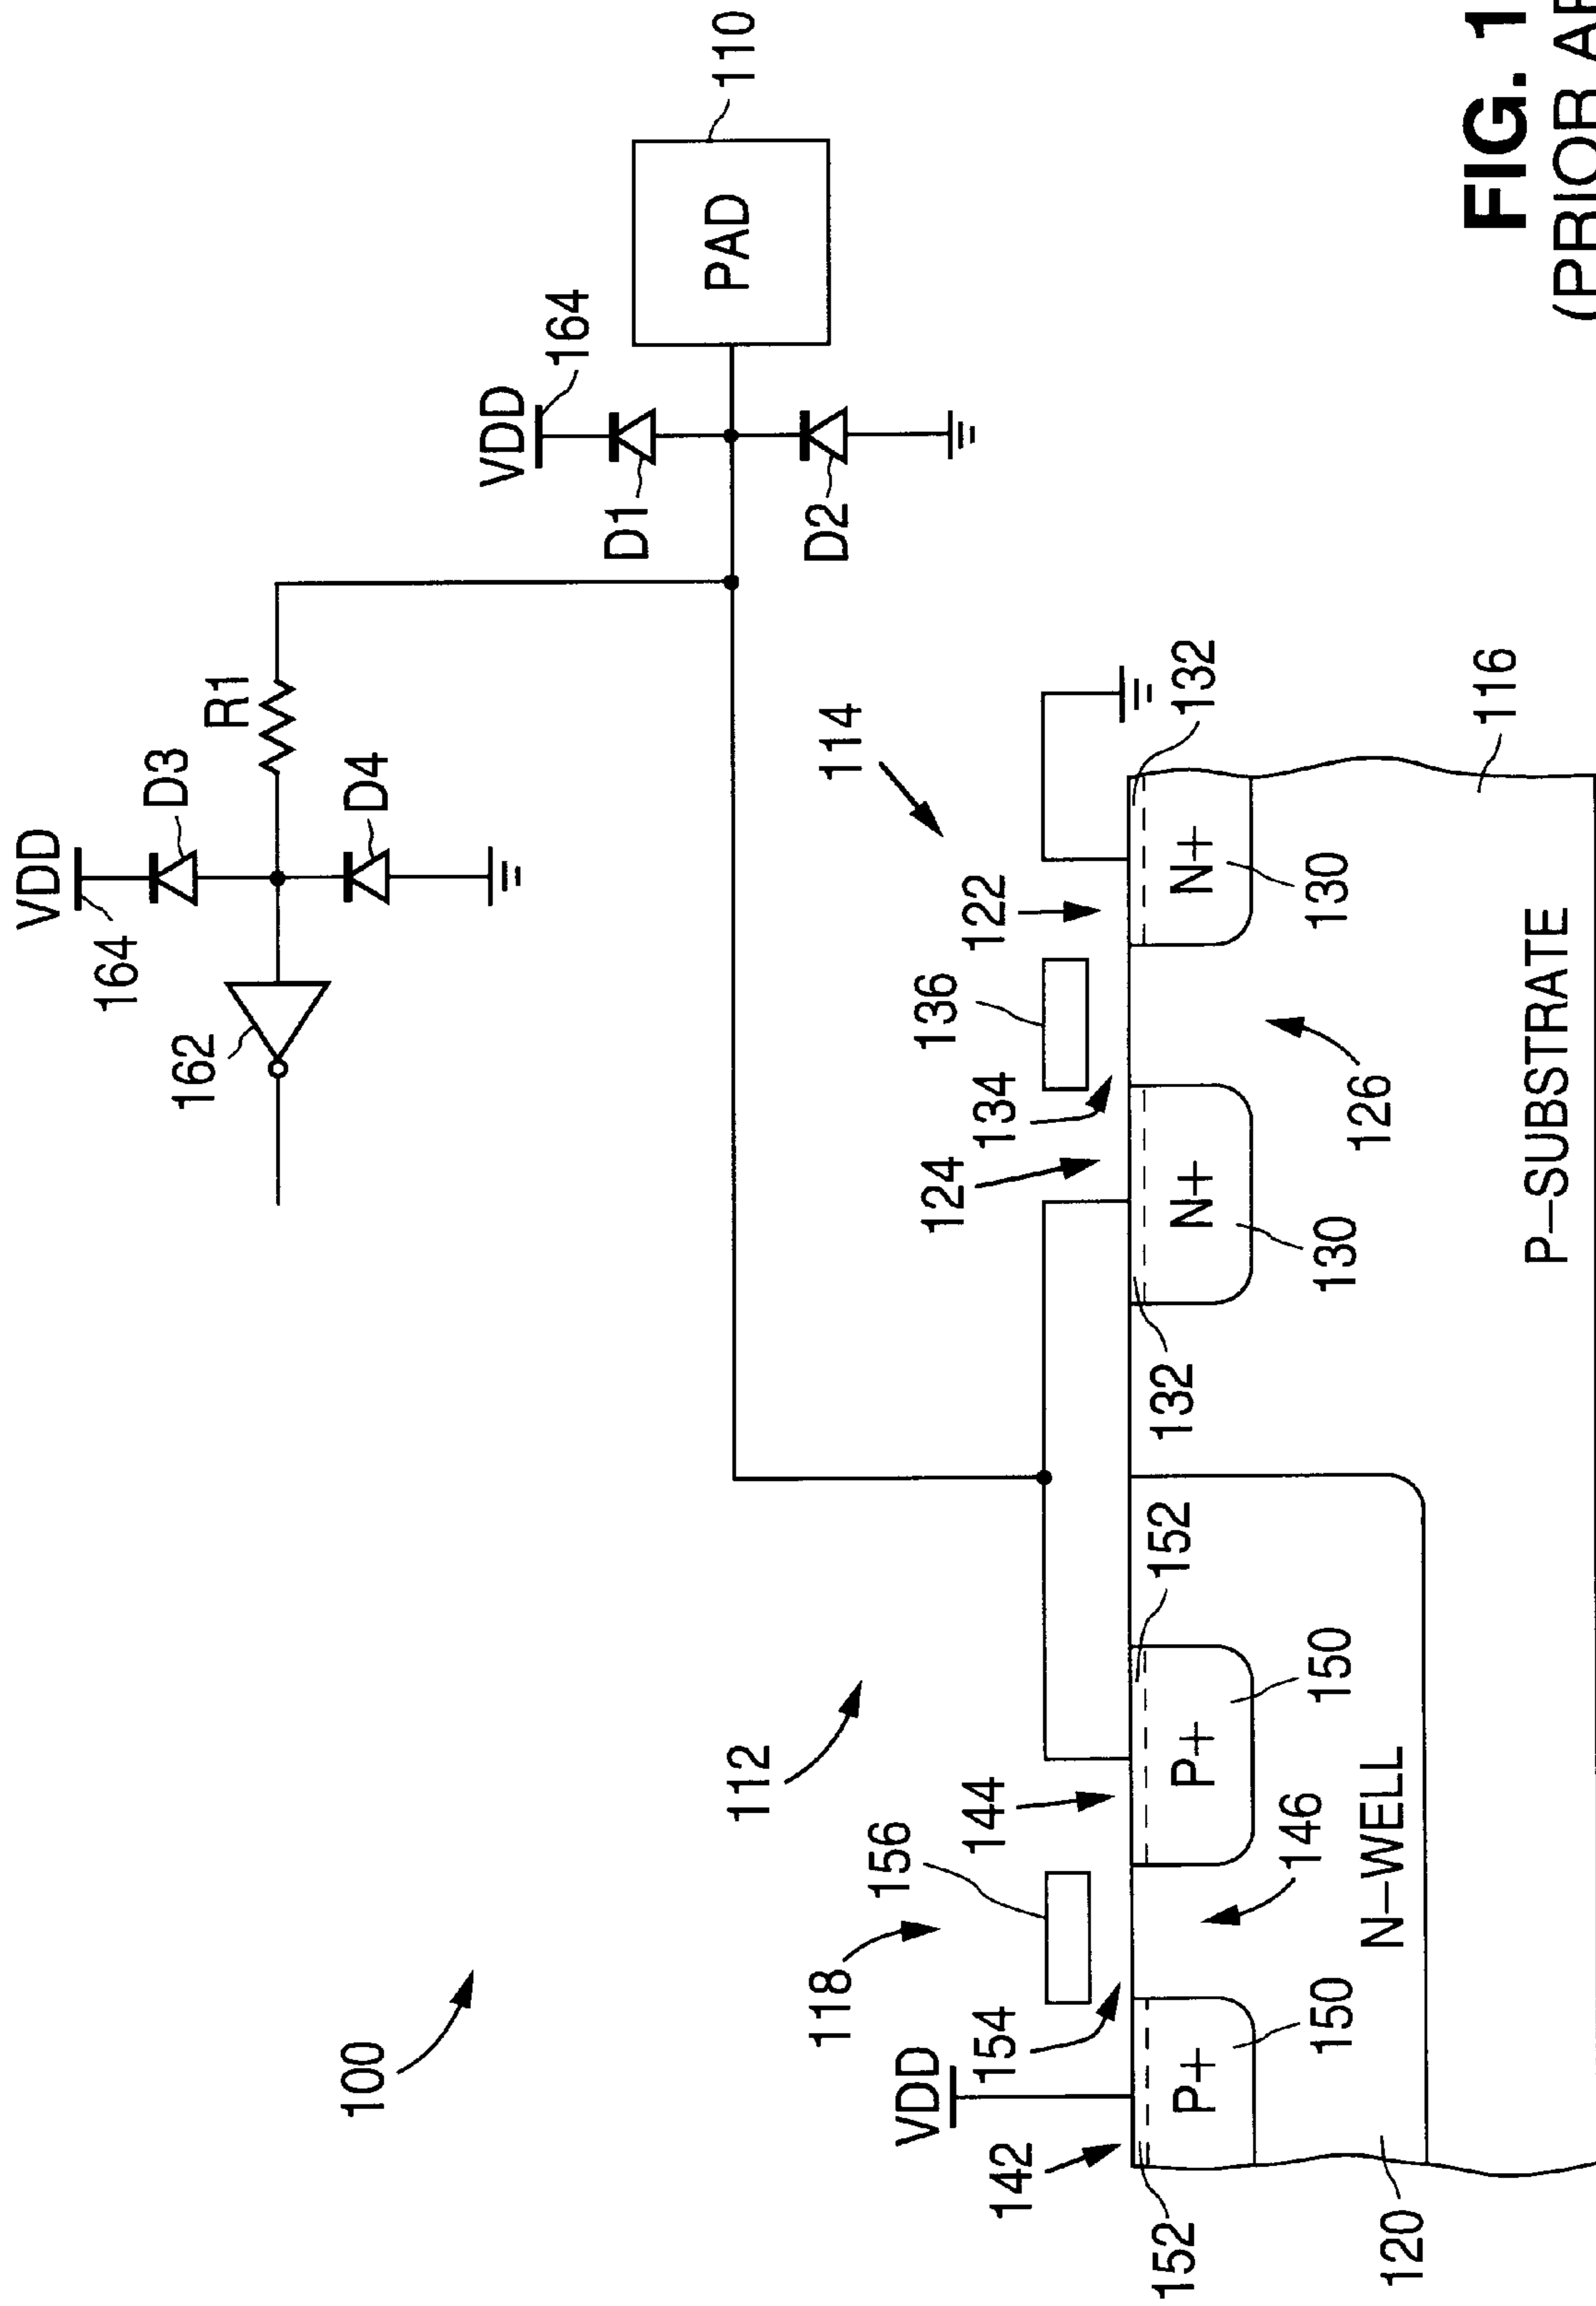 100
VDD
164
D3
D4
R1
162
VDD
164
D1
D2
PAD
110
112
114
118
156
VDD
142
154
144
124
134
136
122
152
P+
150
146
P+
152
150
132
N+
130
126
N+
132
130
N–WELL
120
P–SUBSTRATE
116
FIG. 1
(PRIOR